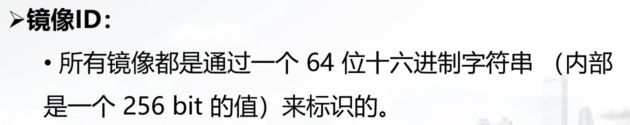 ➢镜像ID：
• 所有镜像都是通过一个 64 位十六进制字符串 （内部
是一个 256 bit 的值）来标识的。